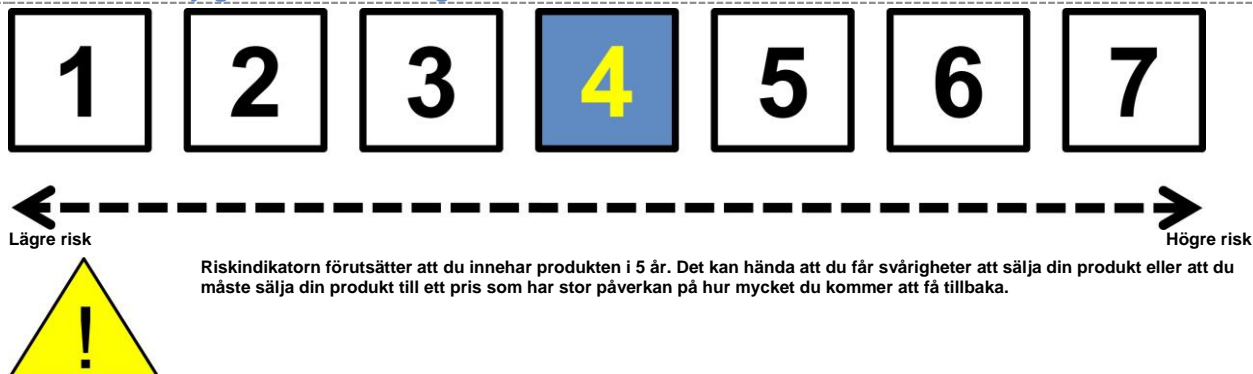 1 2 3 4 5 6 7
Lägre risk Högre risk
Riskindikatorn förutsätter att du innehar produkten i 5 år. Det kan hända att du får svårigheter att sälja din produkt eller att du
måste sälja din produkt till ett pris som har stor påverkan på hur mycket du kommer att få tillbaka.
!